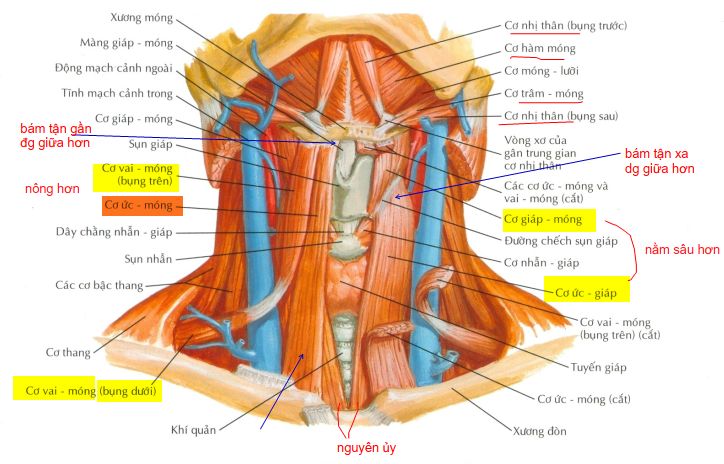 Xương móng
Màng giáp - móng
Động mạch cảnh ngoài
Tĩnh mạch cảnh trong
Cơ giáp - móng
bám tận gần
đg giữa hơn
Sụn giáp
Cơ vai - móng
(bụng trên)
nông hơn
Cơ ức - móng
Dây chằng nhẫn - giáp
Sụn nhẫn
Các cơ bậc thang
Cơ thang
Cơ vai - móng (bụng dưới)
Khí quản
nguyên ủy
Cơ nhị thân (bụng trước)
Cơ hàm móng
Cơ móng - lưỡi
Cơ trâm - móng
Cơ nhị thân (bụng sau)
Vòng xơ của
gân trung gian
cơ nhị thân
bám tận xa
dg giữa hơn
Các cơ ức - móng và
vai - móng (cắt)
Cơ giáp - móng
Đường chếch sụn giáp
nằm sâu hơn
Cơ nhẫn - giáp
Cơ ức - giáp
Cơ vai - móng
(bụng trên) (cắt)
Tuyến giáp
Cơ ức - móng (cắt)
Xương đòn